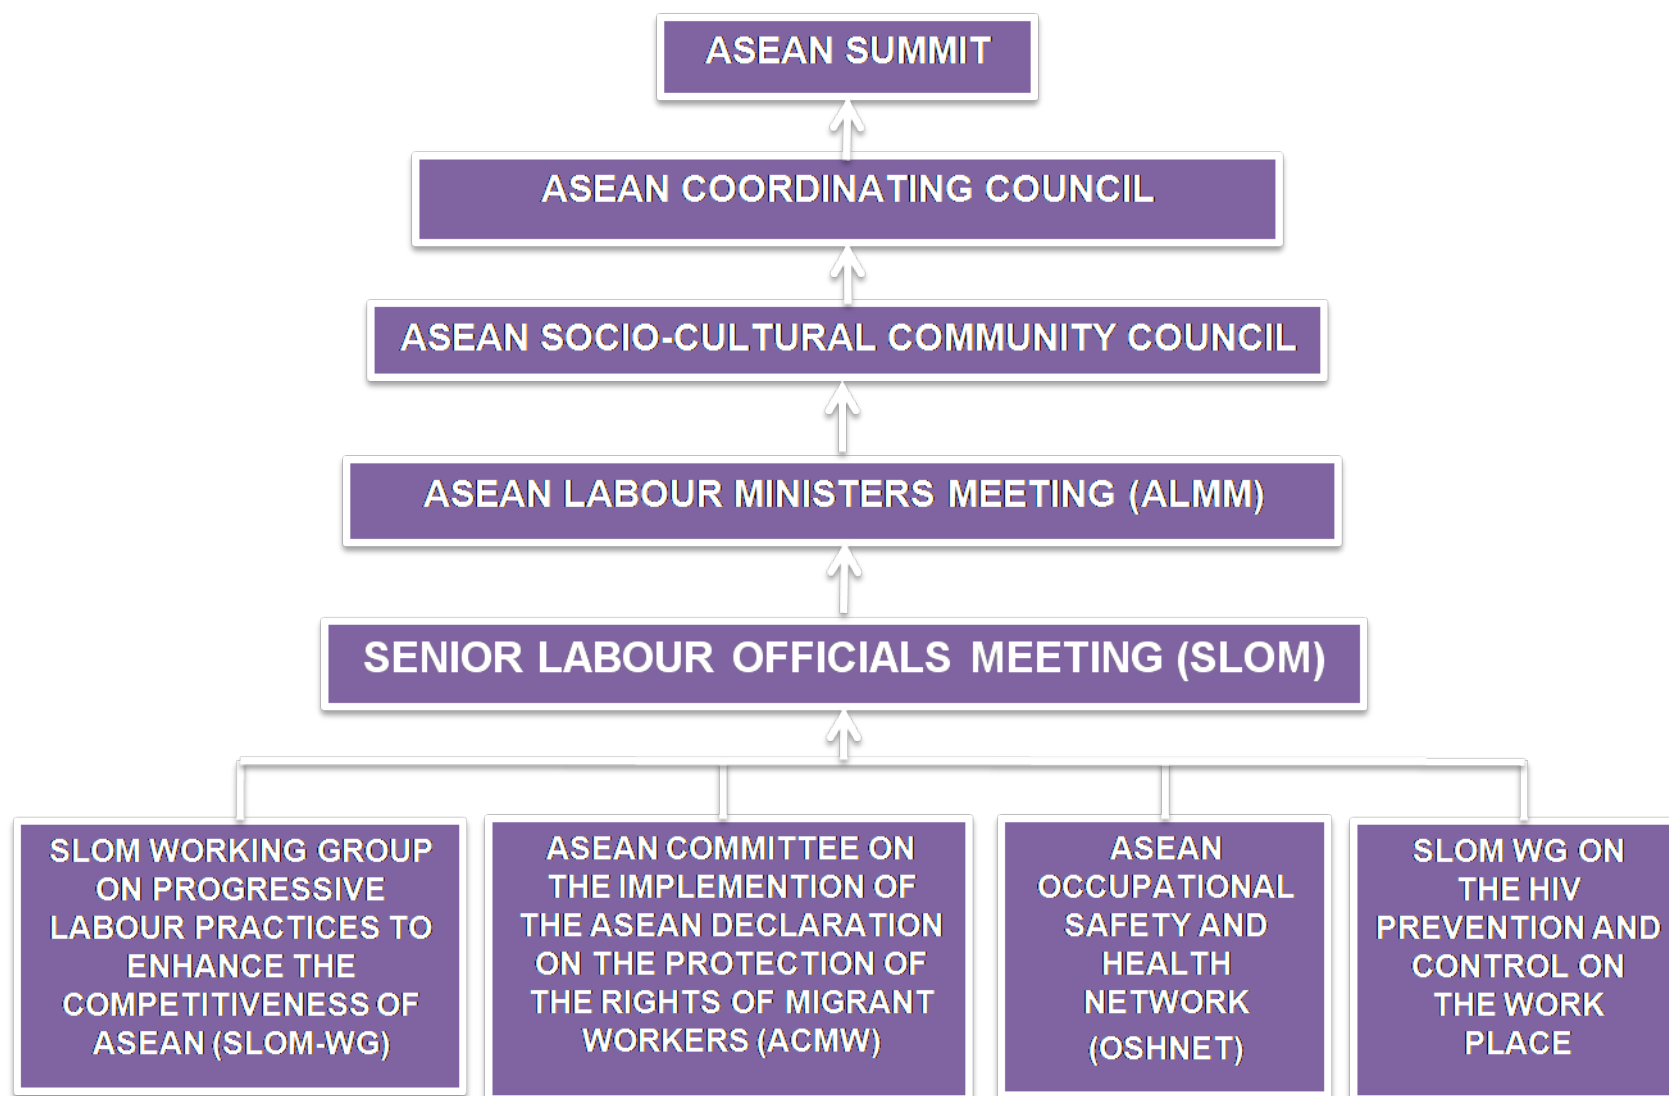 ASEAN SUMMIT
ASEAN COORDINATING COUNCIL
ASEAN SOCIO-CULTURAL COMMUNITY COUNCIL
ASEAN LABOUR MINISTERS MEETING (ALMM)
SENIOR LABOUR OFFICIALS MEETING (SLOM)
SLOM WORKING GROUP
ON PROGRESSIVE
LABOUR PRACTICES TO
ENHANCE THE
COMPETITIVENESS OF
ASEAN (SLOM-WG)
ASEAN COMMITTEE ON
THE IMPLEMENTION OF
THE ASEAN DECLARATION
ON THE PROTECTION OF
THE RIGHTS OF MIGRANT
WORKERS (ACMW)
ASEAN
OCCUPATIONAL
SAFETY AND
HEALTH
NETWORK
(OSHNET)
SLOM WG ON
THE HIV
PREVENTION AND
CONTROL ON
THE WORK
PLACE